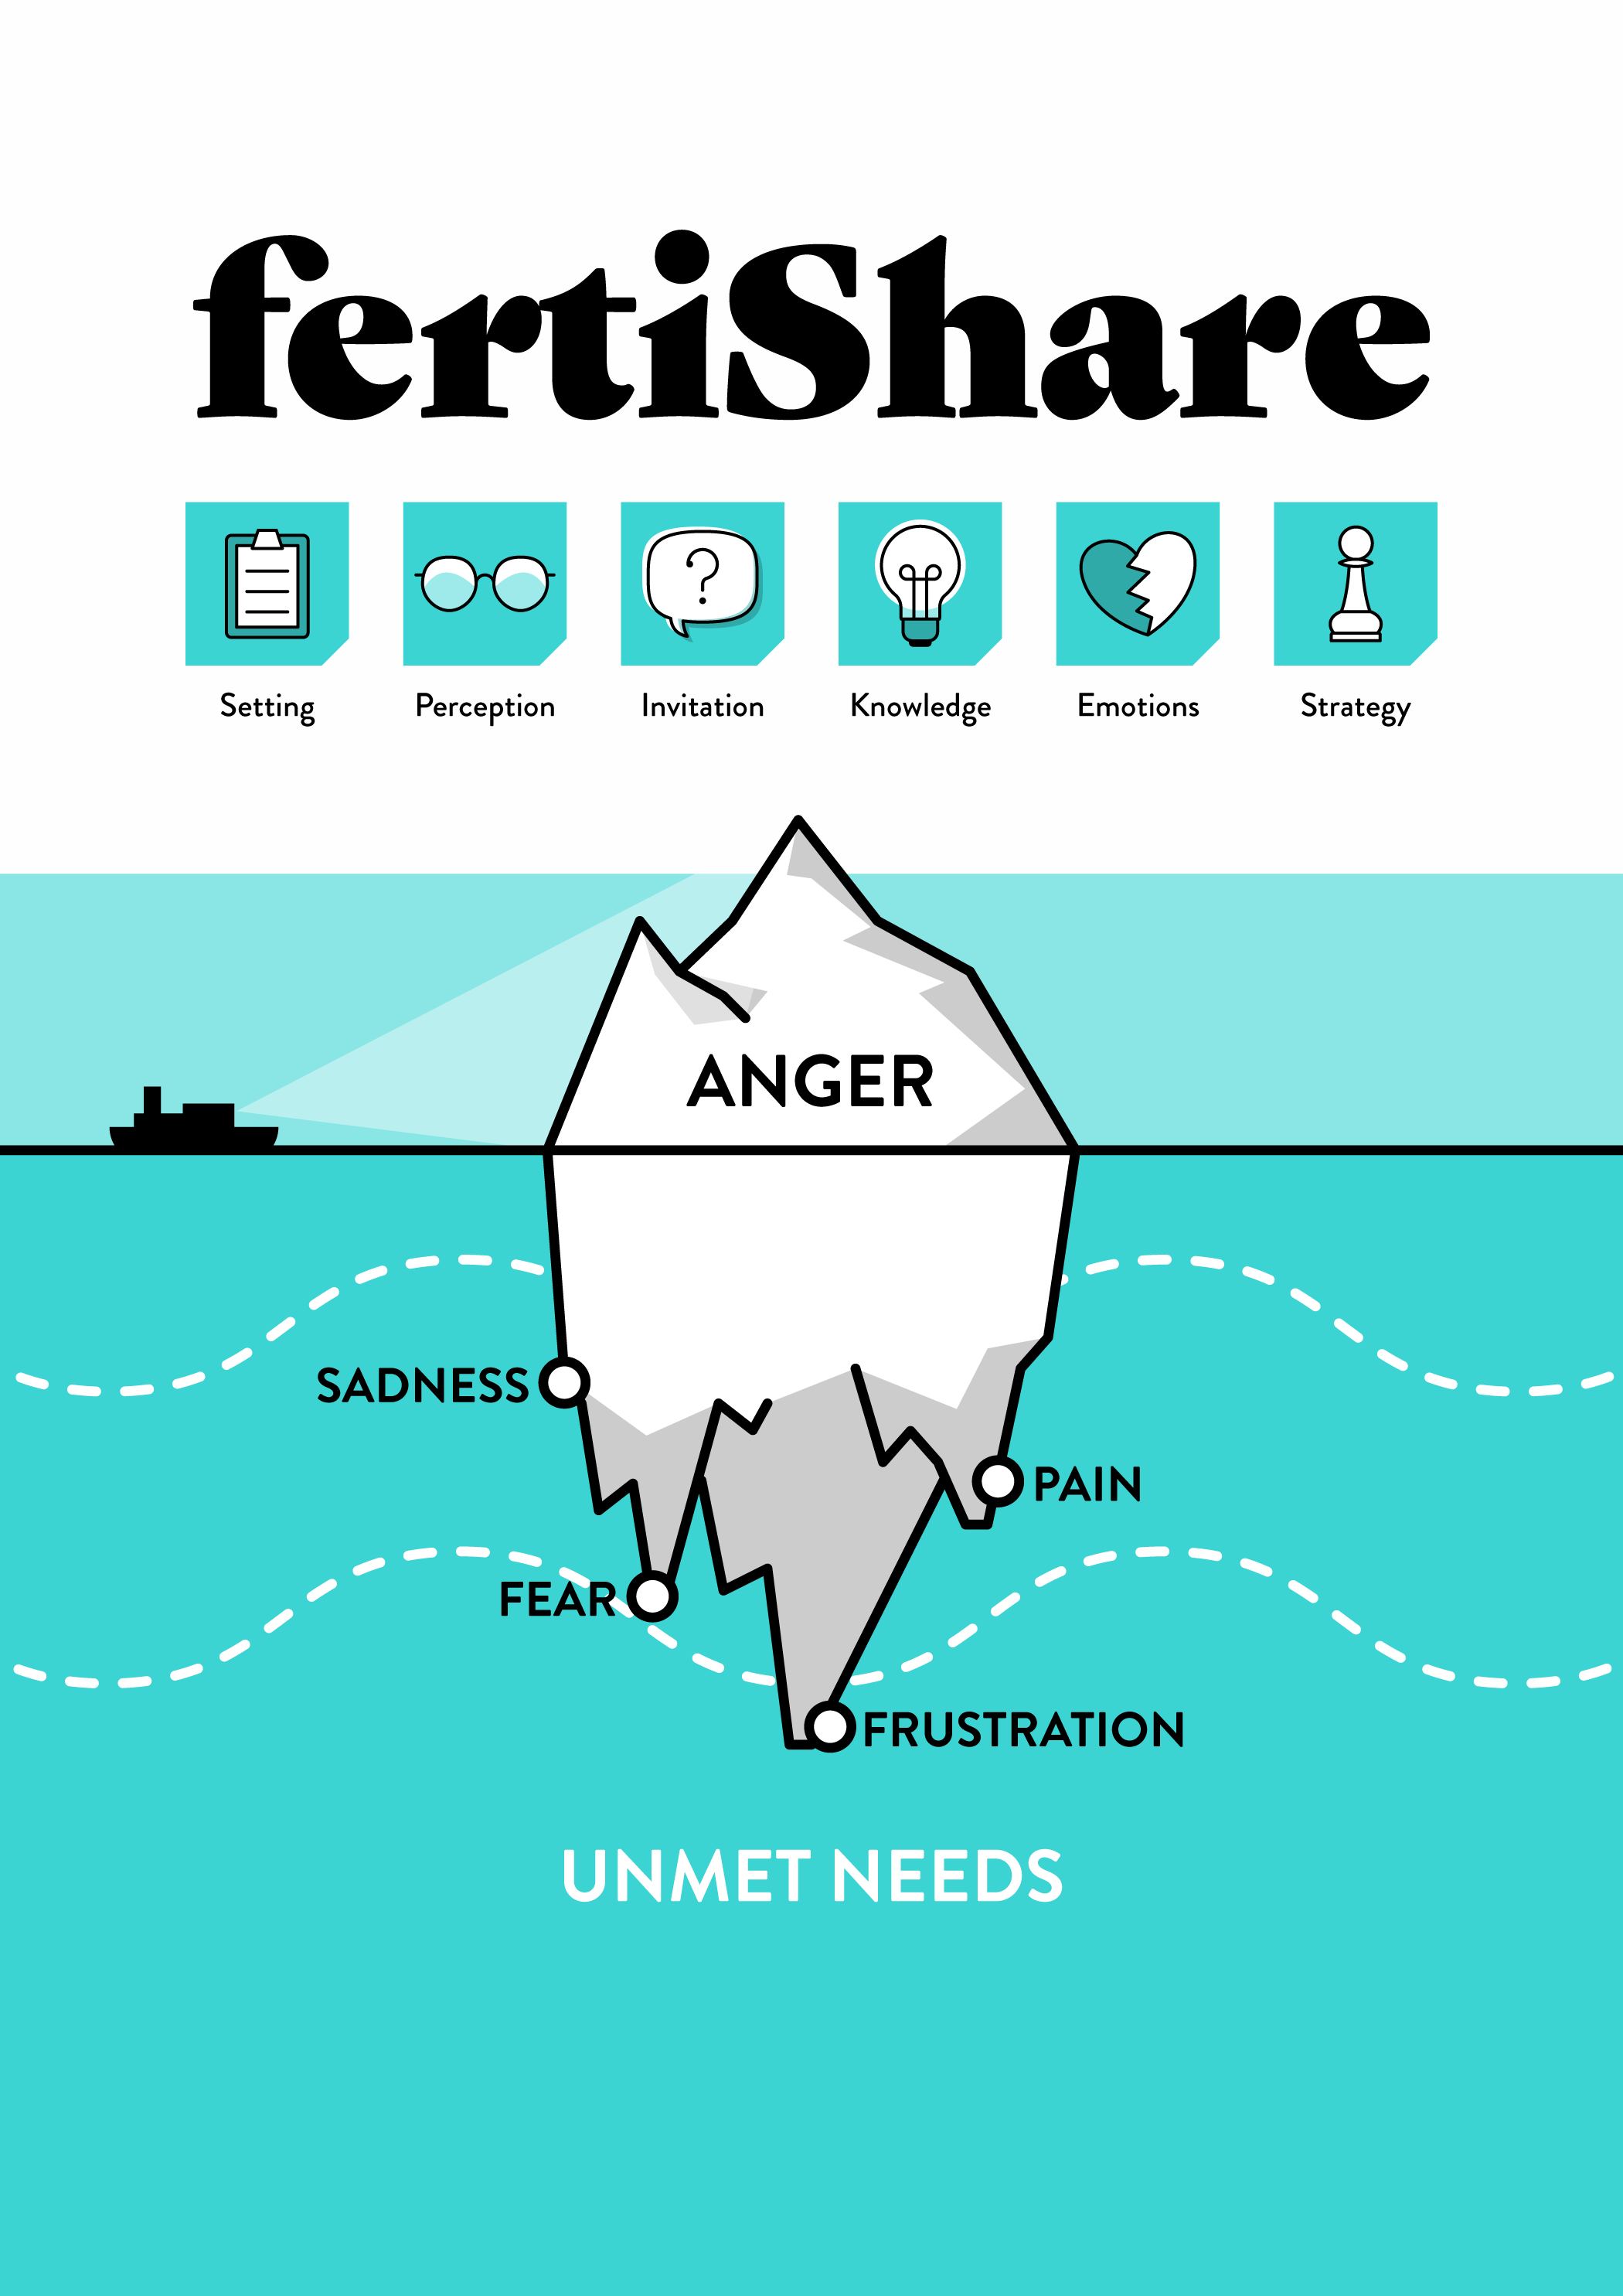 fertiShare
Setting Perception Invitation Knowledge Emotions Strategy
ANGER
SADNESS
PAIN
FEAR
FRUSTRATION
UNMET NEEDS